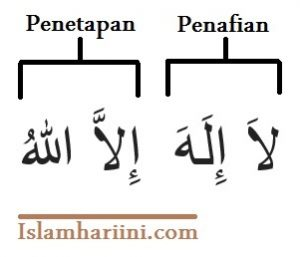 Penetapan Penafian
لاَ إِلَهَ إِلاَّ اللهُ
Islamhariini.com